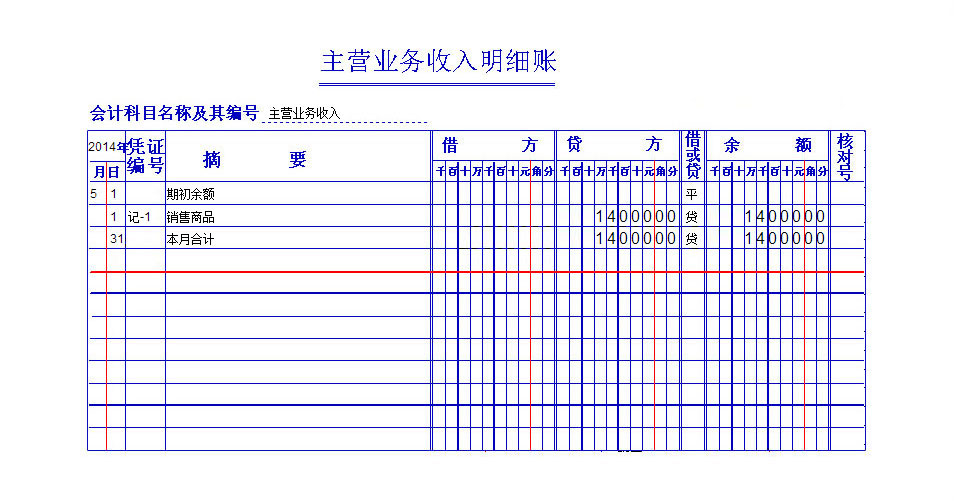 主营业务收入明细账
会计科目名称及其编号 主营业务收入
2014年 凭证编号 摘要 借方 贷方 借或贷 余额 核对号
月 日 千百十万千百十元角分 千百十万千百十元角分 千百十万千百十元角分
5 1 期初余额 平
1 记-1 销售商品 1400000 贷 1400000
31 本月合计 1400000 贷 1400000